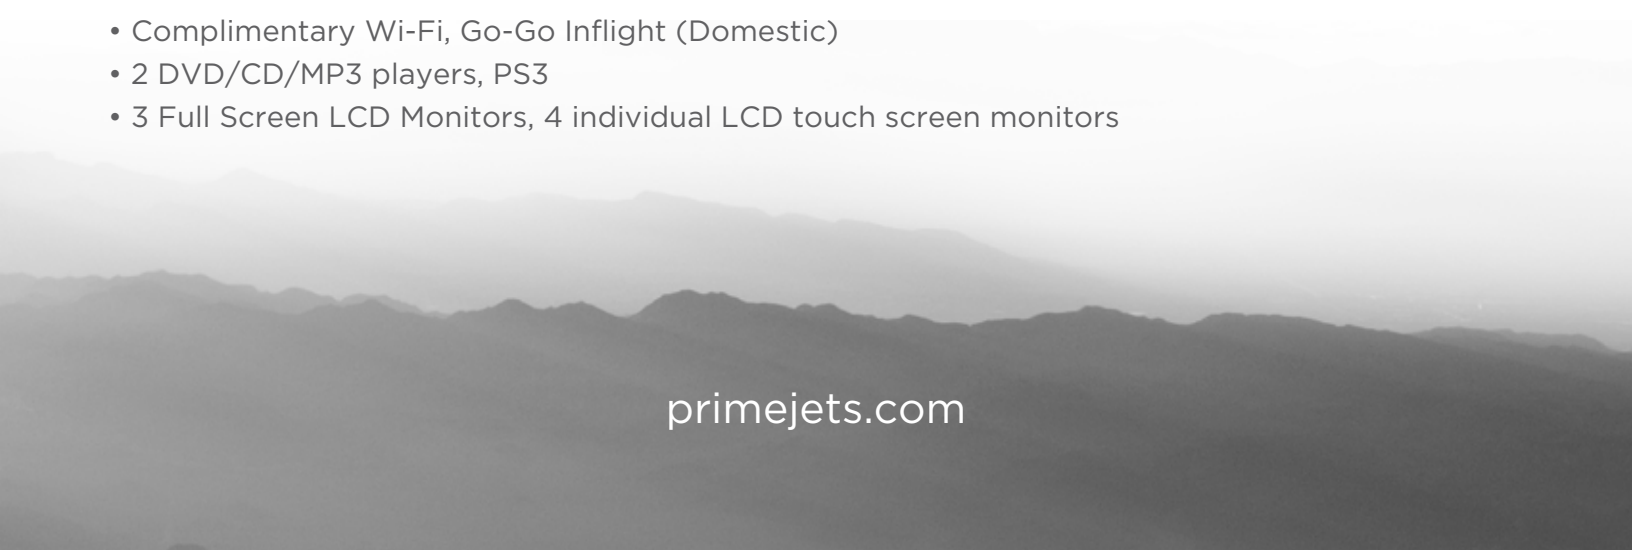 • Complimentary Wi-Fi, Go-Go Inflight (Domestic)
• 2 DVD/CD/MP3 players, PS3
• 3 Full Screen LCD Monitors, 4 individual LCD touch screen monitors
primejets.com